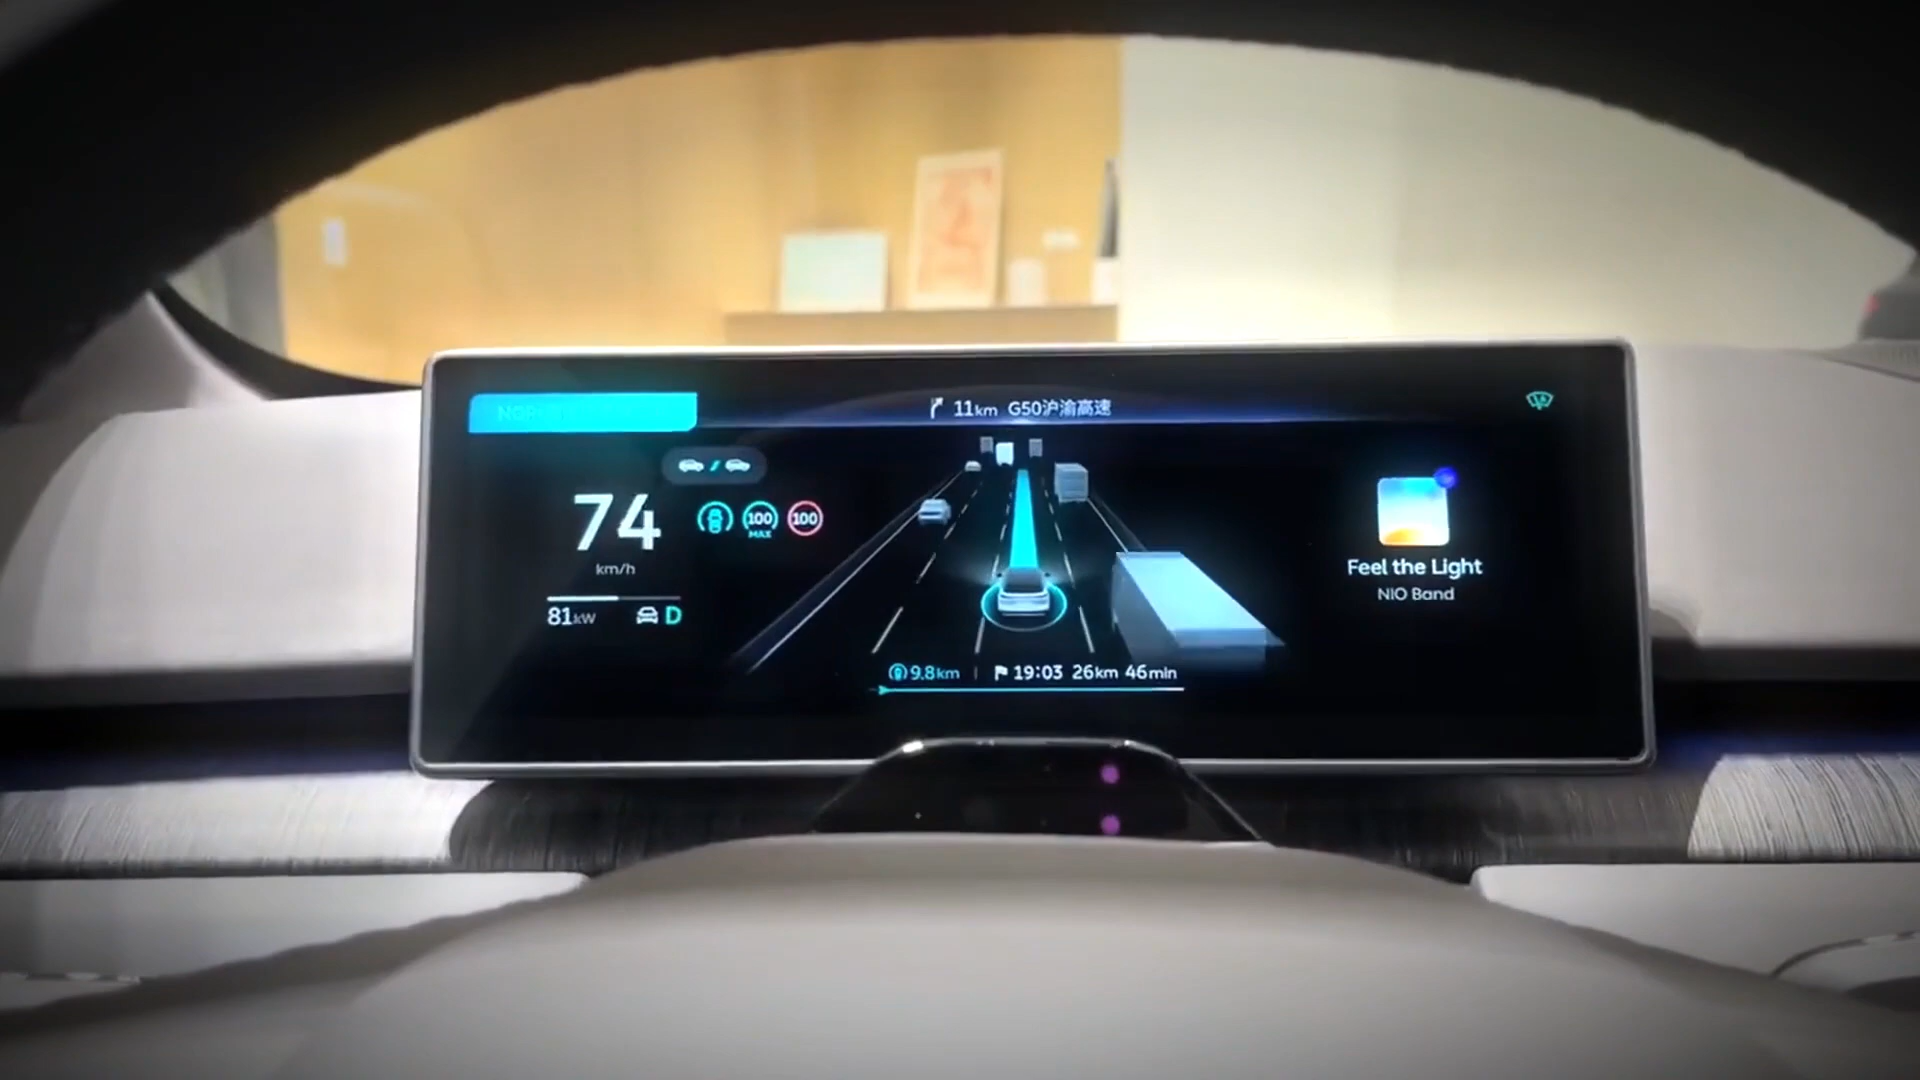 NOP
11km G50沪渝高速
74
km/h
100
MAX
100
81kW
D
Feel the Light
NIO Band
9.8km
19:03 26km 46min